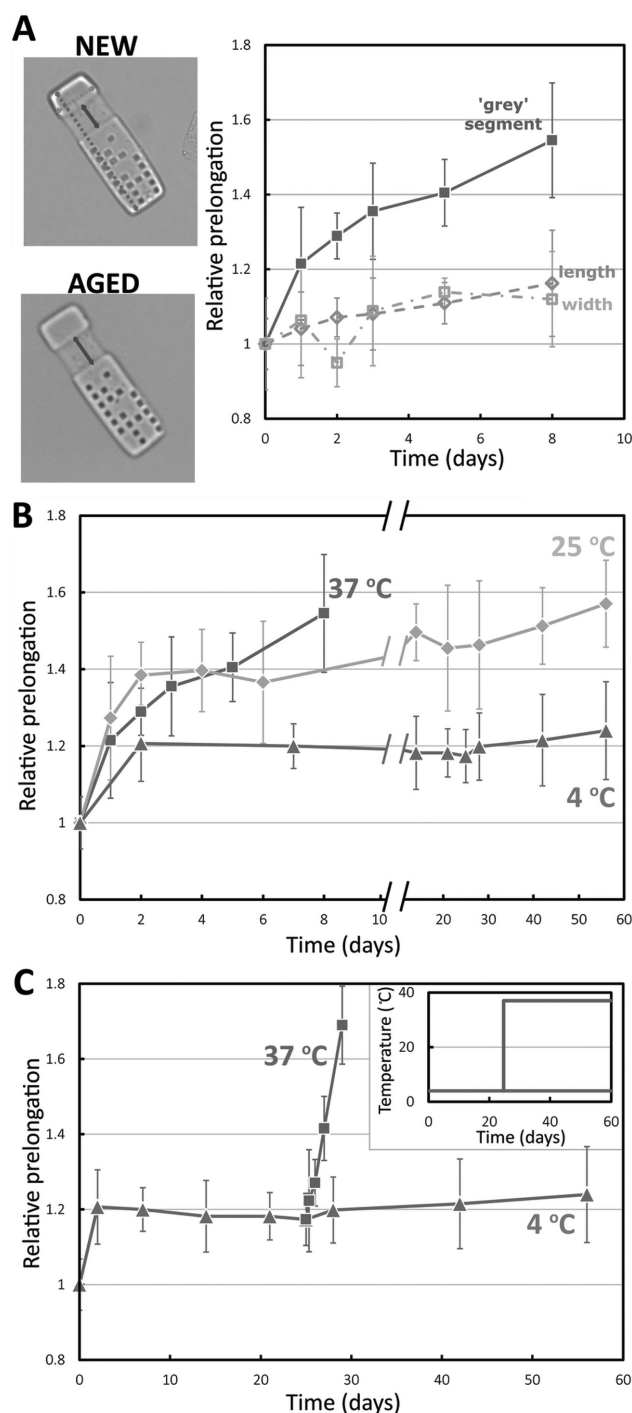 A
NEW
AGED
Relative prelongation
1.8
1.6
1.4
1.2
1
0.8
'grey'
segment
length
width
0
2
4
6
8
10
Time (days)
B
Relative prelongation
1.8
1.6
1.4
1.2
1
0.8
37 °C
25 °C
4 °C
0
2
4
6
8
10
20
30
40
50
60
Time (days)
C
Relative prelongation
1.8
1.6
1.4
1.2
1
0.8
37 °C
4 °C
Temperature (°C)
40
20
0
0
20
40
60
Time (days)
0
10
20
30
40
50
60
Time (days)